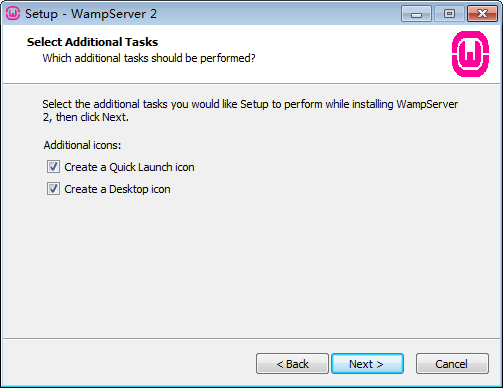 Setup - WampServer 2
Select Additional Tasks
Which additional tasks should be performed?
Select the additional tasks you would like Setup to perform while installing WampServer
2, then click Next.
Additional icons:
Create a Quick Launch icon
Create a Desktop icon
< Back
Next >
Cancel